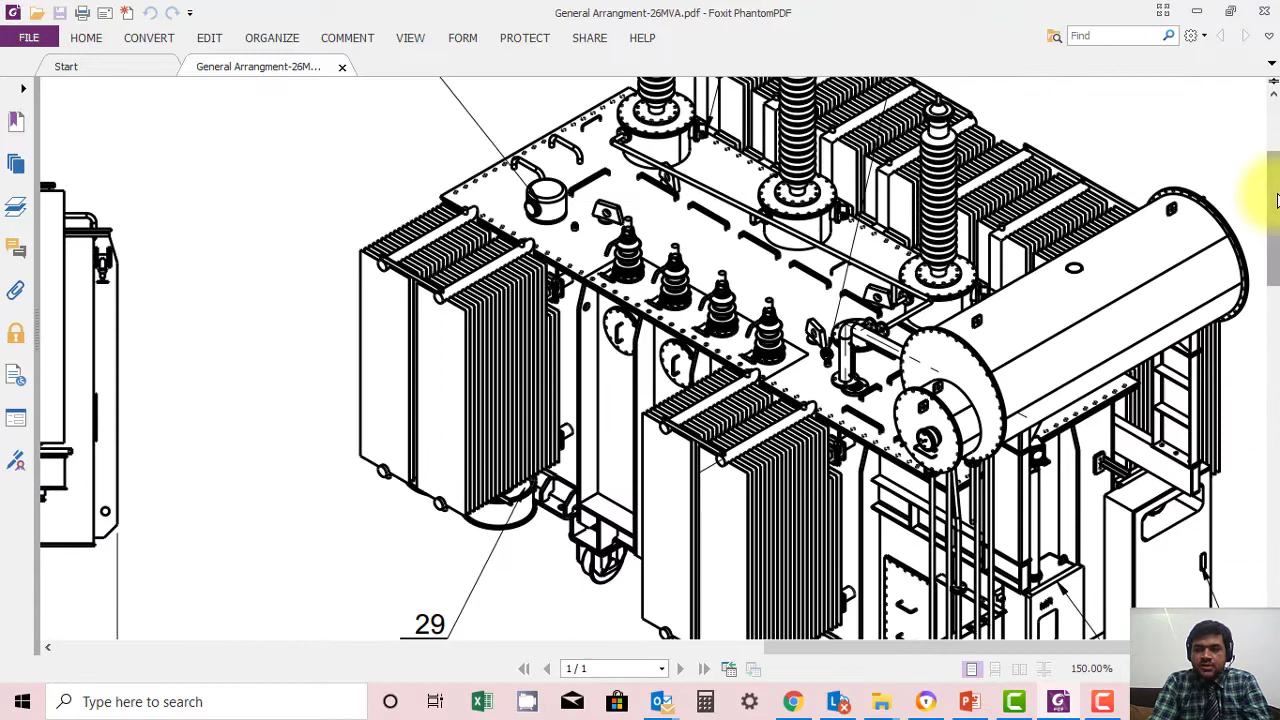 General Arrangment-26MVA.pdf - Foxit PhantomPDF
FILE
HOME
CONVERT
EDIT
ORGANIZE
COMMENT
VIEW
FORM
PROTECT
SHARE
HELP
Find
Start
General Arrangment-26M...
29
1 / 1
150.00%
Type here to search